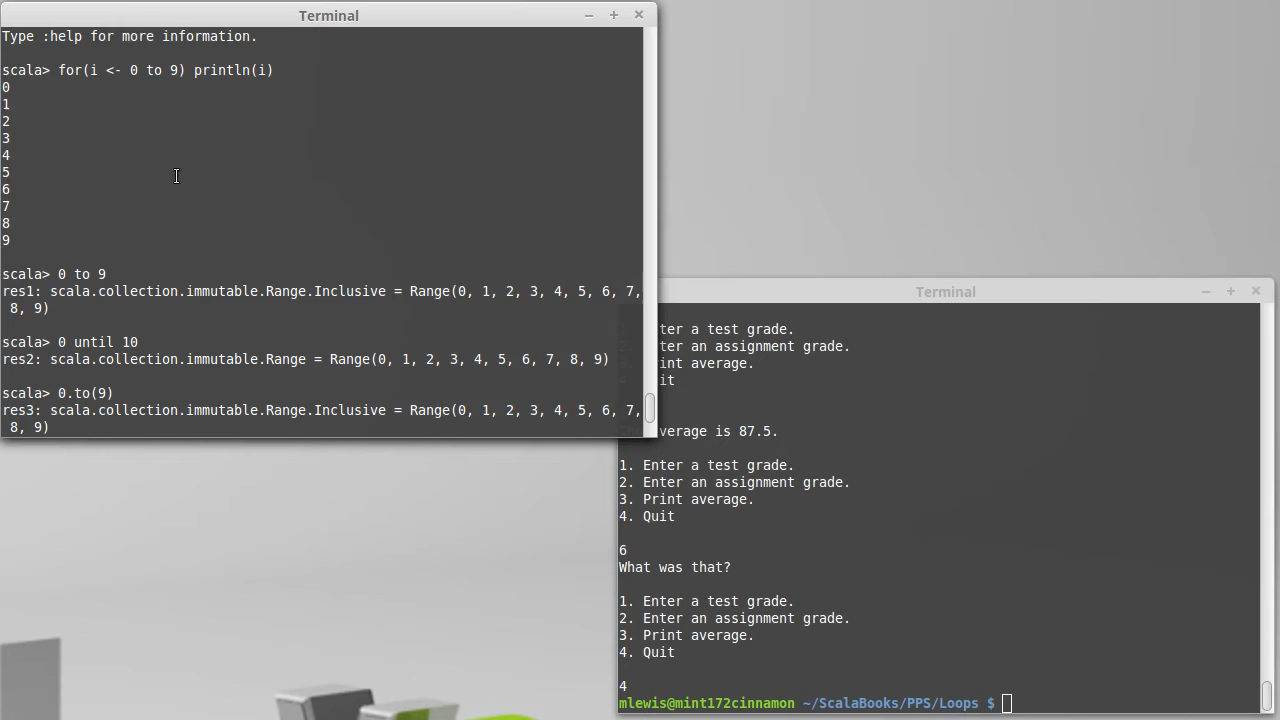 Terminal
Type :help for more information.
scala> for(i <- 0 to 9) println(i)
0
1
2
3
4
5
6
7
8
9
scala> 0 to 9
res1: scala.collection.immutable.Range.Inclusive = Range(0, 1, 2, 3, 4, 5, 6, 7,
8, 9)
scala> 0 until 10
res2: scala.collection.immutable.Range = Range(0, 1, 2, 3, 4, 5, 6, 7, 8, 9)
scala> 0.to(9)
res3: scala.collection.immutable.Range.Inclusive = Range(0, 1, 2, 3, 4, 5, 6, 7,
8, 9)
Terminal
ter a test grade.
ter an assignment grade.
int average.
it
verage is 87.5.
1. Enter a test grade.
2. Enter an assignment grade.
3. Print average.
4. Quit
6
What was that?
1. Enter a test grade.
2. Enter an assignment grade.
3. Print average.
4. Quit
4
mlewis@mint172cinnamon ~/ScalaBooks/PPS/Loops $